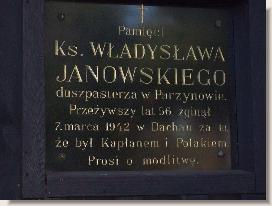 Pamięci
Ks. WŁADYSŁAWA
JANOWSKIEGO
duszpasterza w Parzynowie.
Przeżywszy lat 56 zginął
2 marca 1942 w Dachau za to,
że był Kapłanem i Polakiem.
Prosi o modlitwę.